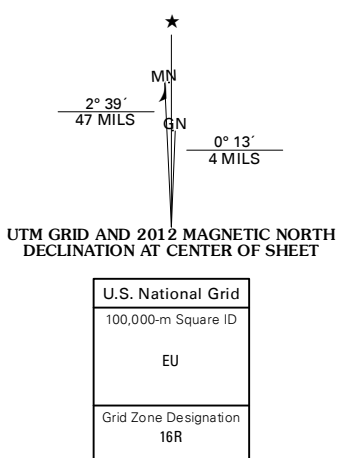 ★
MN
2° 39´
47 MILS
GN
0° 13´
4 MILS
UTM GRID AND 2012 MAGNETIC NORTH
DECLINATION AT CENTER OF SHEET
U.S. National Grid
100,000-m Square ID
EU
Grid Zone Designation
16R